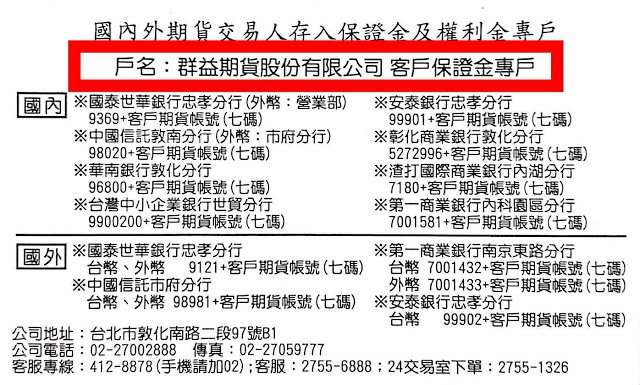 國內外期貨交易人存入保證金及權利金專戶
戶名：群益期貨股份有限公司 客戶保證金專戶
國內
※國泰世華銀行忠孝分行(外幣：營業部)
9369+客戶期貨帳號(七碼)
※中國信託敦南分行(外幣：市府分行)
98020+客戶期貨帳號(七碼)
※華南銀行敦化分行
96800+客戶期貨帳號(七碼)
※台灣中小企業銀行世貿分行
9900200+客戶期貨帳號(七碼)
※安泰銀行忠孝分行
99901+客戶期貨帳號(七碼)
※彰化商業銀行敦化分行
5272996+客戶期貨帳號(七碼)
※渣打國際商業銀行內湖分行
7180+客戶期貨帳號(七碼)
※第一商業銀行內科園區分行
7001581+客戶期貨帳號(七碼)
國外
※國泰世華銀行忠孝分行
台幣、外幣 9121+客戶期貨帳號(七碼)
※中國信託市府分行
台幣、外幣 98981+客戶期貨帳號(七碼)
※第一商業銀行南京東路分行
台幣 7001432+客戶期貨帳號(七碼)
外幣 7001433+客戶期貨帳號(七碼)
※安泰銀行忠孝分行
台幣 99902+客戶期貨帳號(七碼)
公司地址：台北市敦化南路二段97號B1
公司電話：02-27002888 傳真：02-27059777
客服專線：412-8878(手機請加02)；客服：2755-6888；24交易室下單：2755-1326